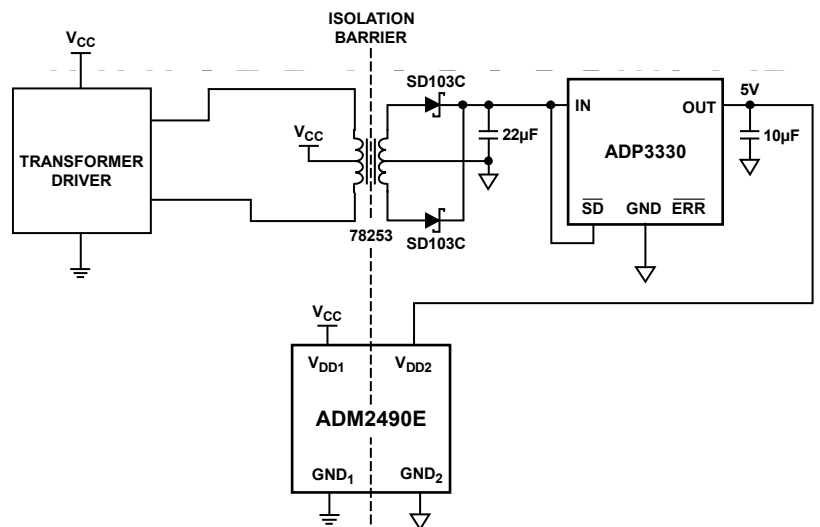 ISOLATION
BARRIER
VCC
SD103C
5V
IN
OUT
22µF
10µF
ADP3330
VCC
TRANSFORMER
DRIVER
SD
GND
ERR
78253
SD103C
VCC
VDD1
VDD2
ADM2490E
GND1
GND2